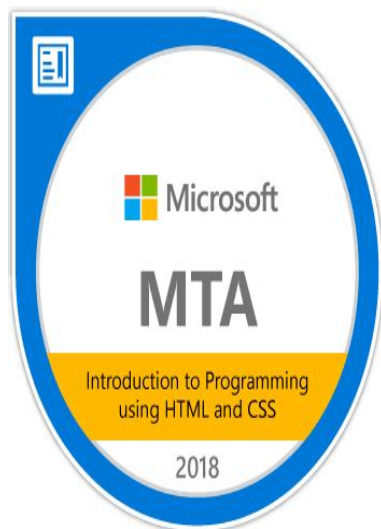 Microsoft
MTA
Introduction to Programming
using HTML and CSS
2018